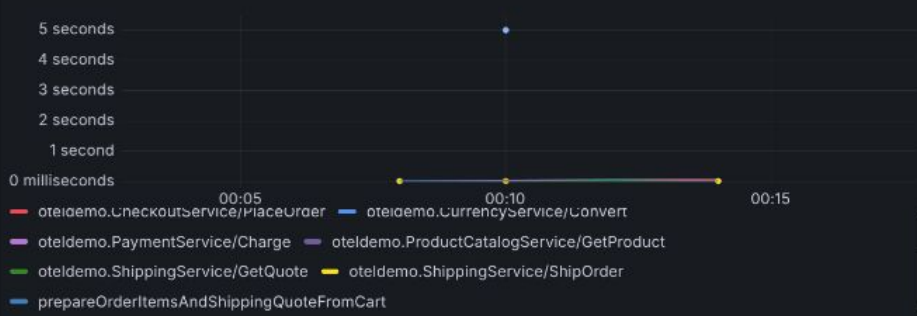 5 seconds
4 seconds
3 seconds
2 seconds
1 second
0 milliseconds
00:05 00:10 00:15
oteldemo.CheckoutService/PlaceOrder oteldemo.CurrencyService/Convert
oteldemo.PaymentService/Charge oteldemo.ProductCatalogService/GetProduct
oteldemo.ShippingService/GetQuote oteldemo.ShippingService/ShipOrder
prepareOrderItemsAndShippingQuoteFromCart